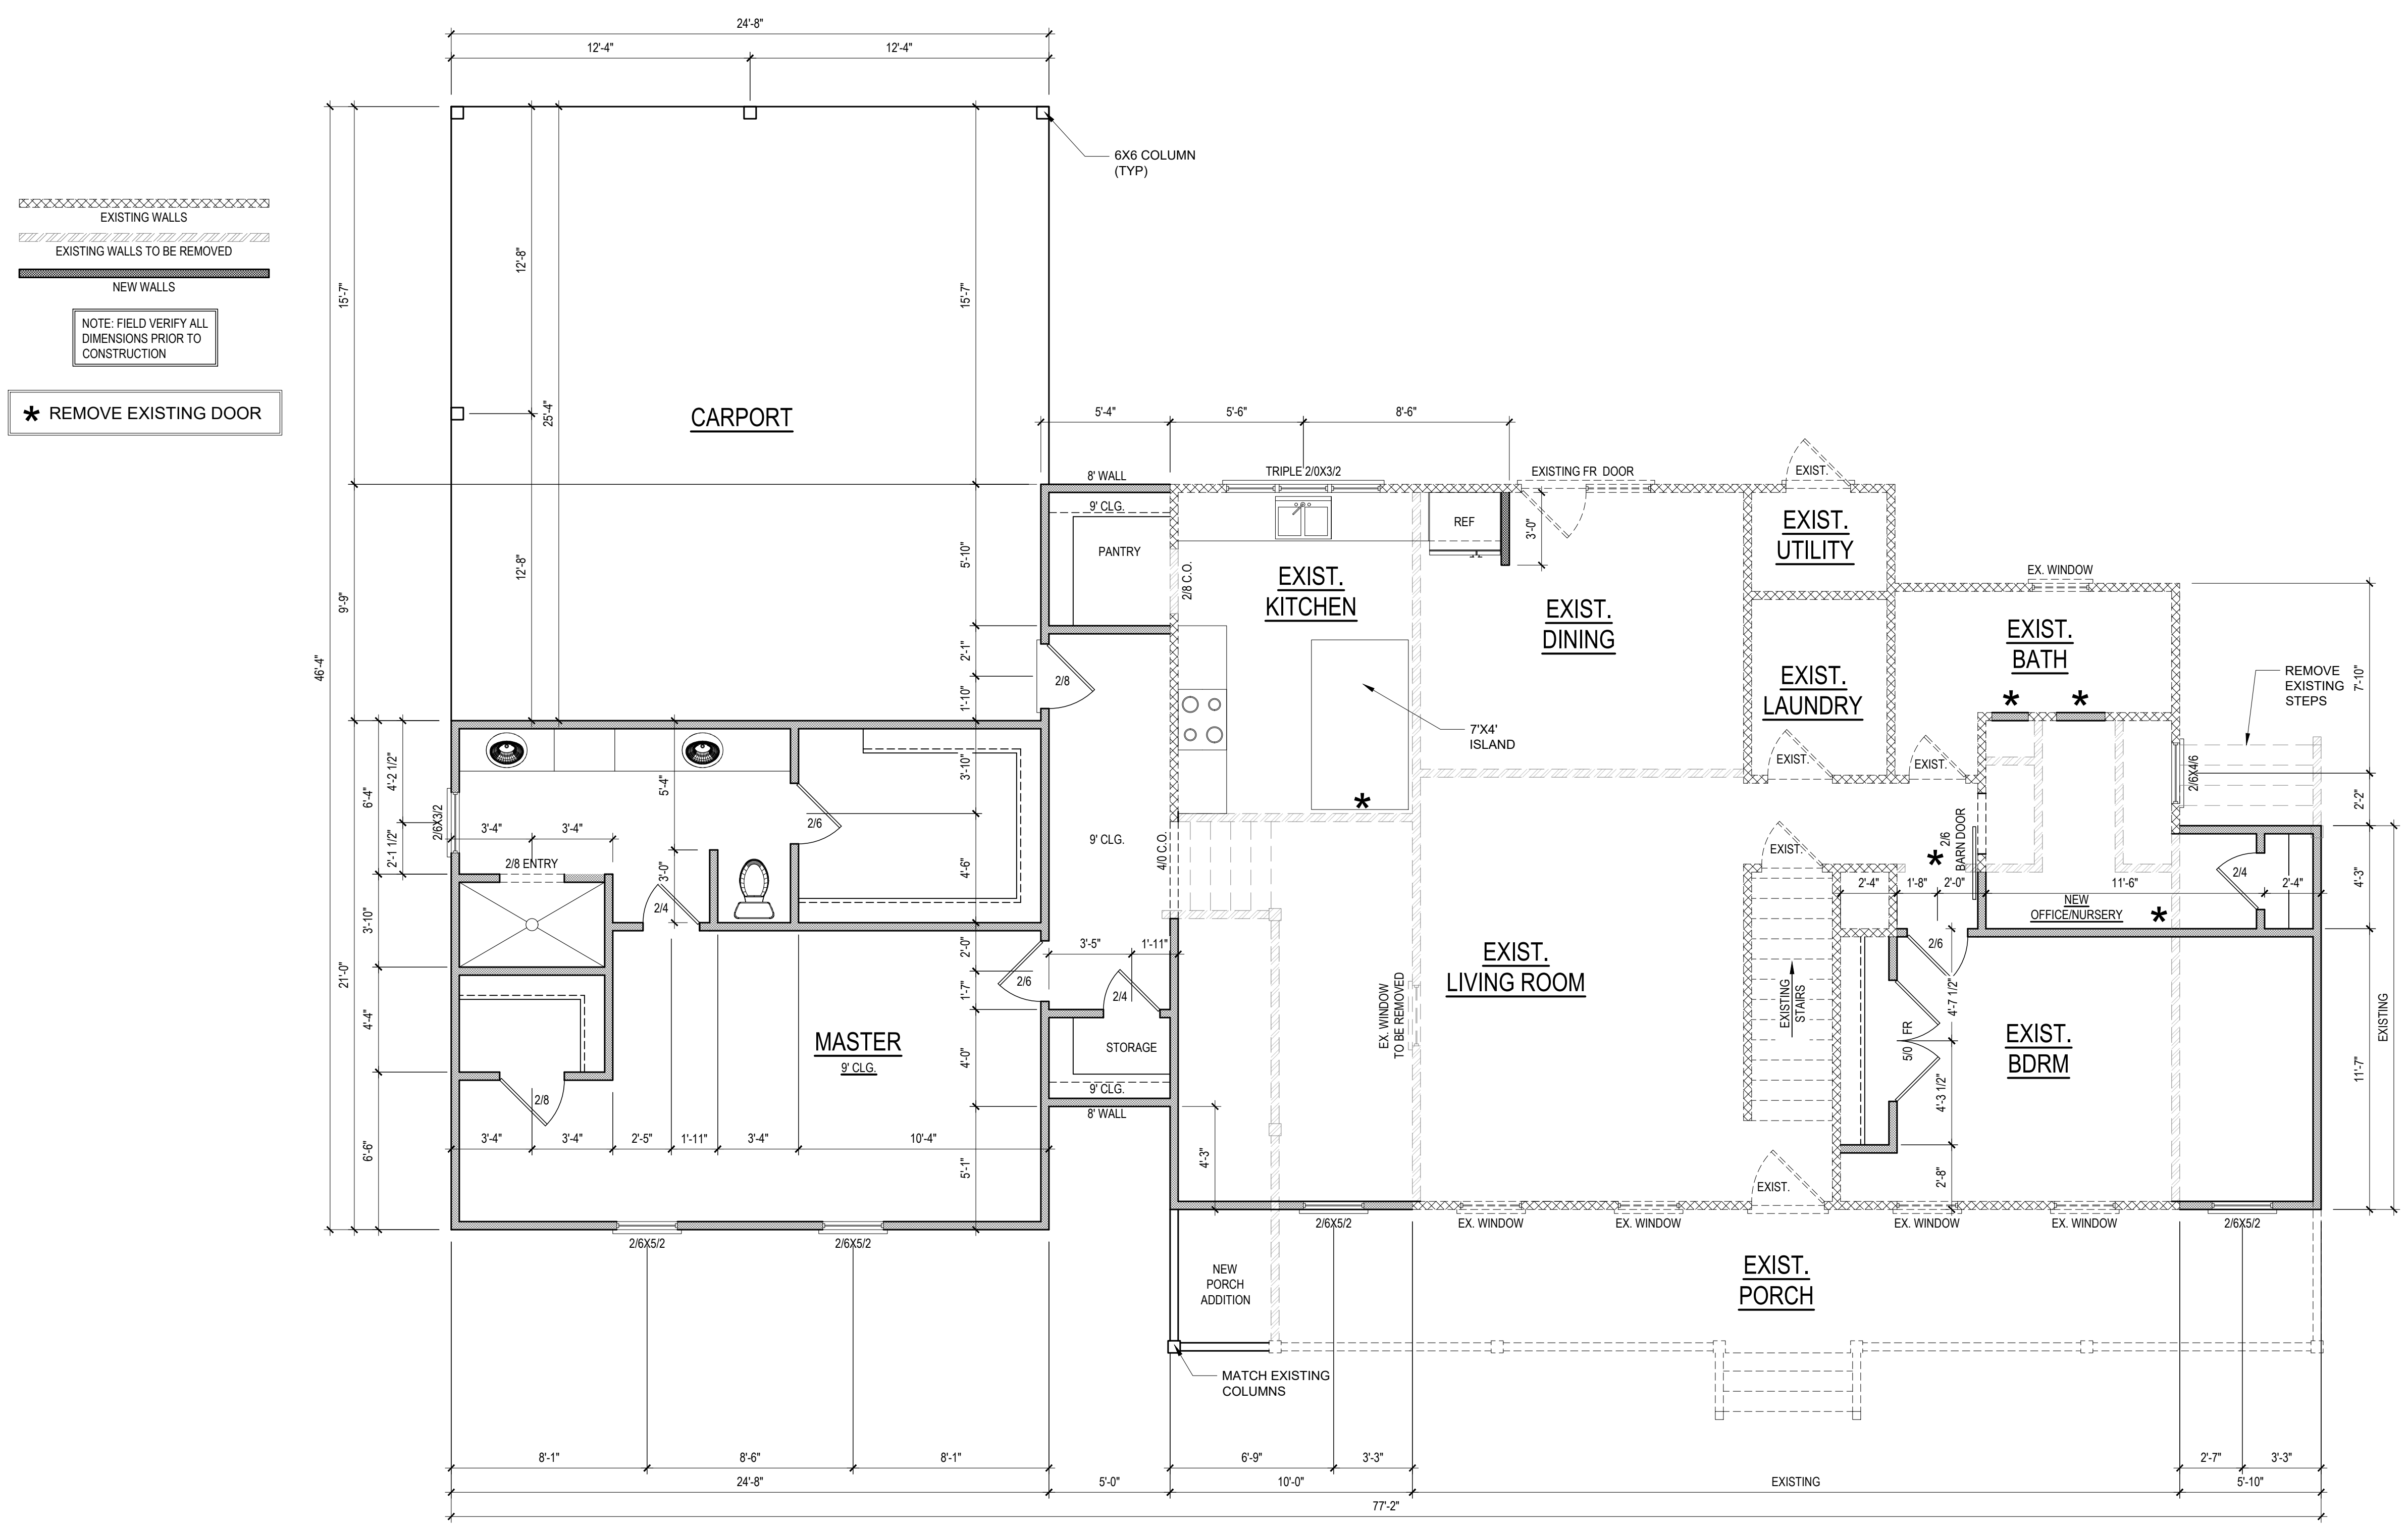 24'-8"
12'-4"
12'-4"
6X6 COLUMN
(TYP)
EXISTING WALLS
EXISTING WALLS TO BE REMOVED
NEW WALLS
NOTE: FIELD VERIFY ALL
DIMENSIONS PRIOR TO
CONSTRUCTION
* REMOVE EXISTING DOOR
15'-7"
9'-9"
46'-4"
21'-0"
12'-8"
25'-4"
12'-8"
15'-7"
CARPORT
5'-10"
2'-1"
1'-10"
5'-4"
5'-6"
8'-6"
8' WALL
9' CLG.
PANTRY
TRIPLE 2/0X3/2
EXISTING FR DOOR
EXIST.
REF
3'-0"
2/8 C.O.
EXIST.
KITCHEN
EXIST.
DINING
EXIST.
UTILITY
EXIST.
LAUNDRY
EX. WINDOW
EXIST.
BATH
* *
REMOVE
EXISTING
STEPS
7'-10"
2/8
7'X4'
ISLAND
*
EXIST.
EXIST.
2/6X4/6
2'-2"
4'-2 1/2"
6'-4"
2'-1 1/2"
2/6X3/2
3'-4"
3'-4"
2/8 ENTRY
5'-4"
3'-0"
2/4
2/6
3'-10"
4'-6"
9' CLG.
4/0 C.O.
EXIST.
*
2/6
BARN DOOR
2'-4"
1'-8"
2'-0"
11'-6"
2/4
2'-4"
4'-3"
NEW
OFFICE/NURSERY
*
3'-10"
4'-4"
6'-6"
2'-0"
1'-7"
4'-0"
5'-1"
3'-5"
1'-11"
2/6
2/4
STORAGE
9' CLG.
8' WALL
MASTER
9' CLG.
2/8
3'-4"
3'-4"
2'-5"
1'-11"
3'-4"
10'-4"
4'-3"
EX. WINDOW
TO BE REMOVED
EXIST.
LIVING ROOM
EXISTING
STAIRS
2/6
4'-7 1/2"
5/0 FR
4'-3 1/2"
2'-8"
EXIST.
BDRM
11'-7"
EXISTING
EXIST.
2/6X5/2
2/6X5/2
2/6X5/2
EX. WINDOW
EX. WINDOW
EX. WINDOW
EX. WINDOW
2/6X5/2
NEW
PORCH
ADDITION
EXIST.
PORCH
MATCH EXISTING
COLUMNS
8'-1"
8'-6"
8'-1"
6'-9"
3'-3"
2'-7"
3'-3"
24'-8"
5'-0"
10'-0"
EXISTING
5'-10"
77'-2"